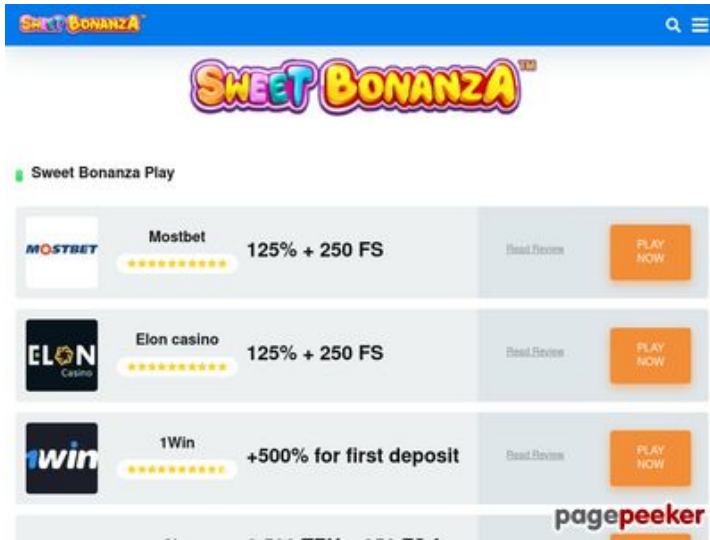 SWEET BONANZA
SWEET BONANZA™
Sweet Bonanza Play
MOSTBET
Mostbet
125% + 250 FS
Read Review
PLAY
NOW
ELON
Casino
Elon casino
125% + 250 FS
Read Review
PLAY
NOW
1win
1Win
+500% for first deposit
Read Review
PLAY
NOW
pagepeeker